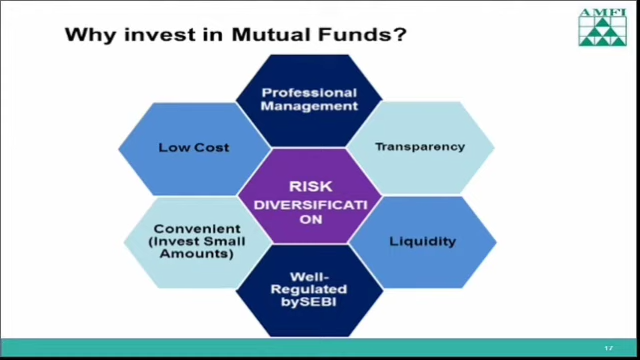 AMFI
Why invest in Mutual Funds?
Professional
Management
Low Cost
Transparency
RISK
DIVERSIFICATI
ON
Convenient
(Invest Small
Amounts)
Liquidity
Well-
Regulated
bySEBI
17